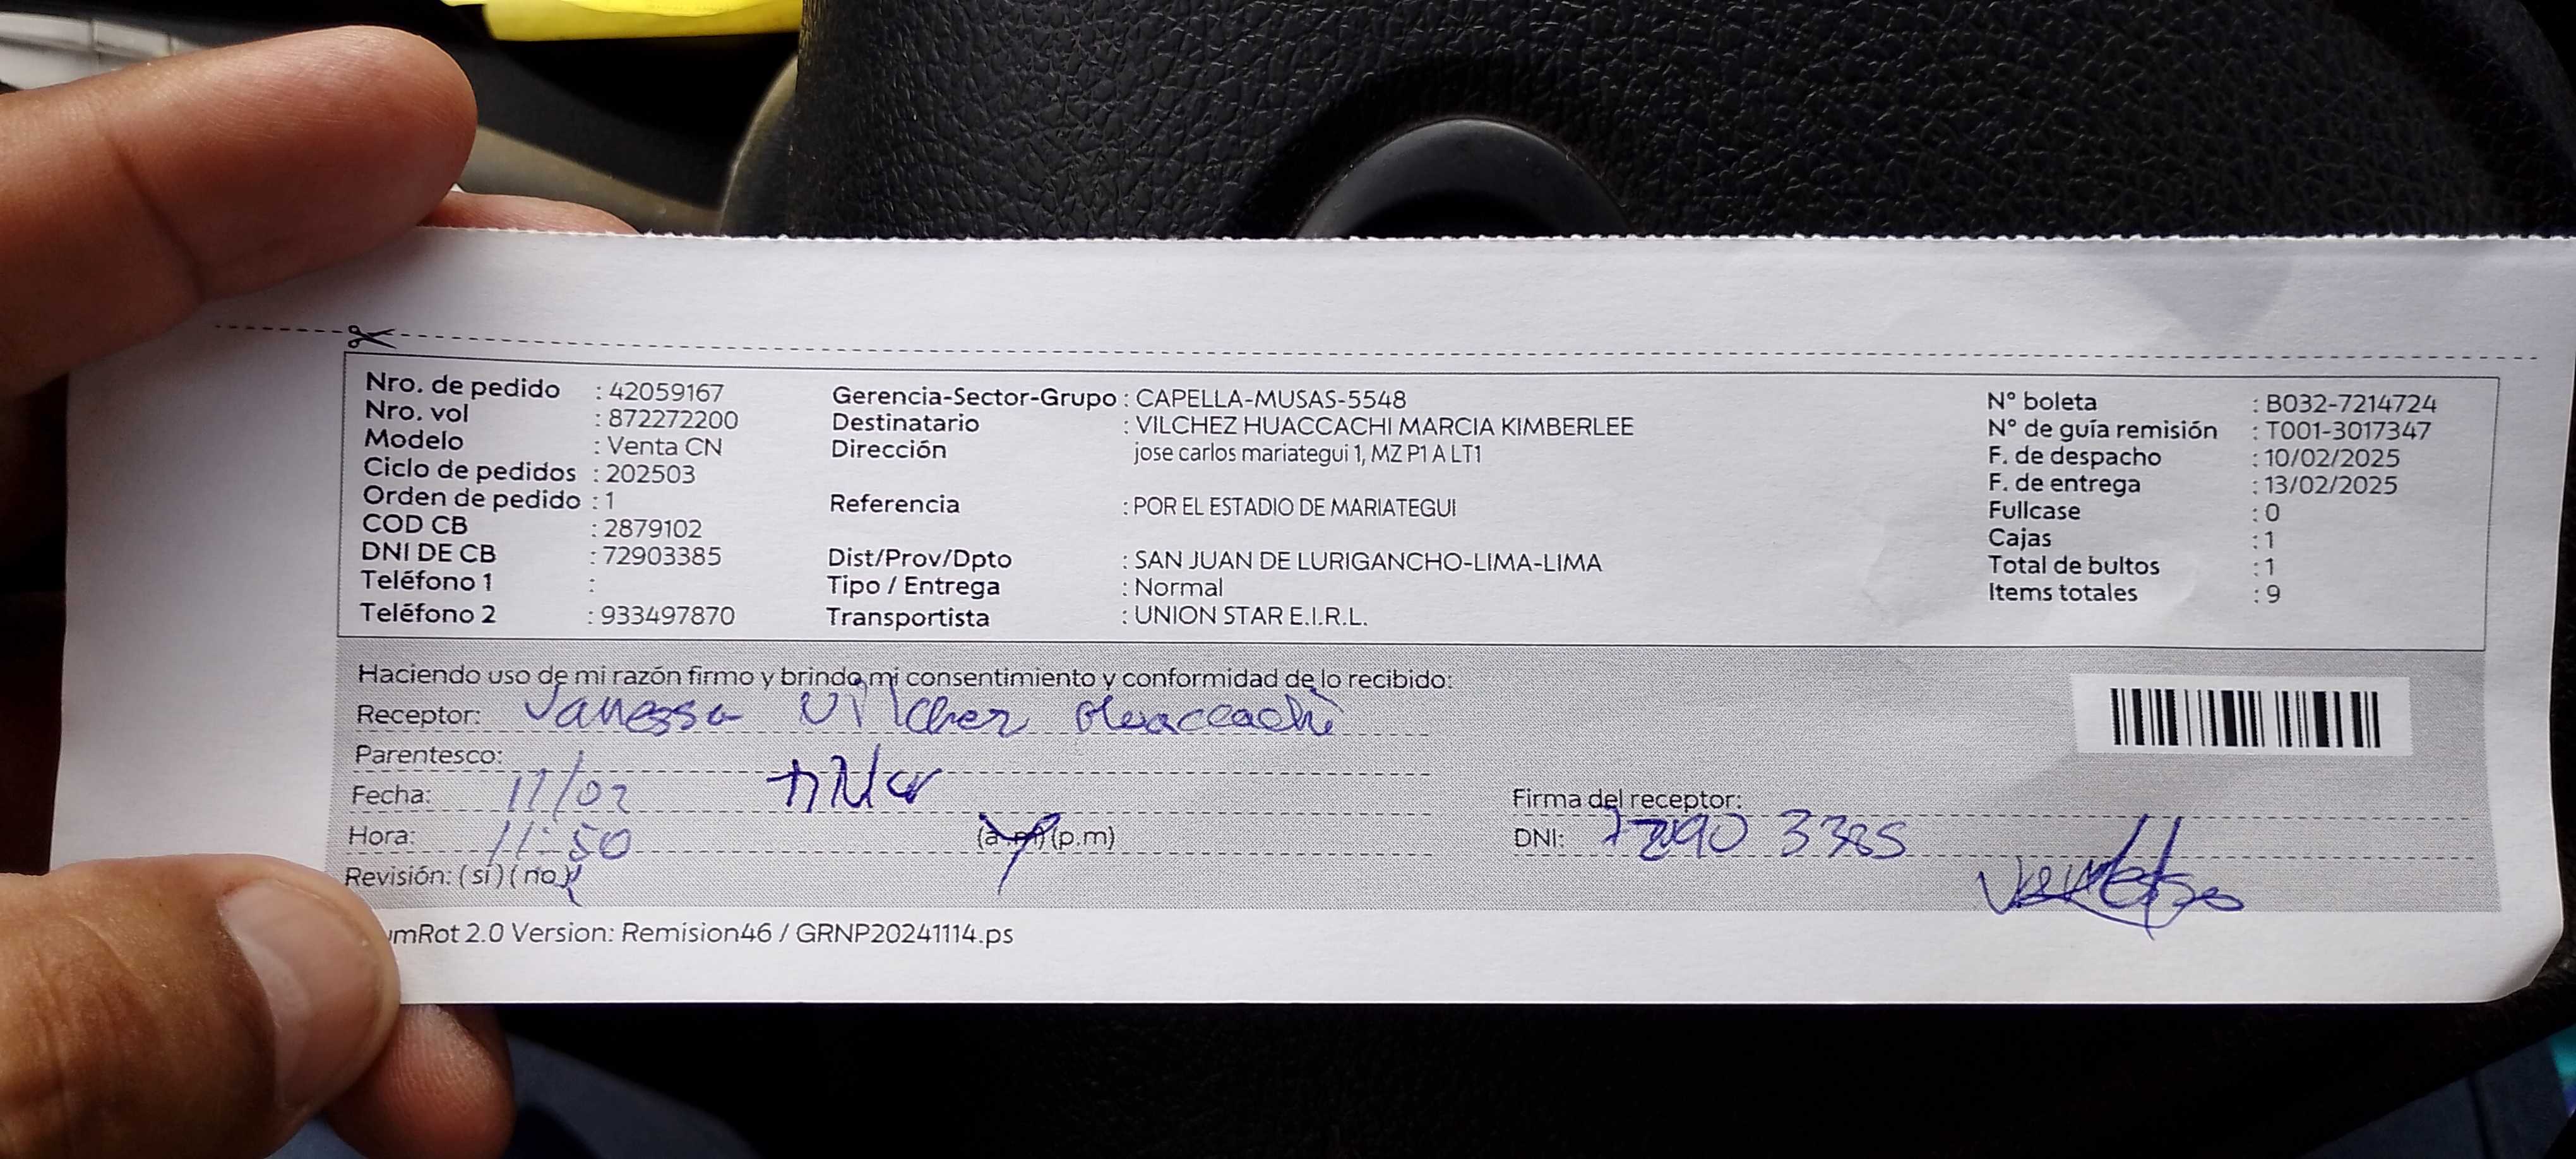 Nro. de pedido : 42059167
Nro. vol : 872272200
Modelo : Venta CN
Ciclo de pedidos : 202503
Orden de pedido : 1
COD CB : 2879102
DNI DE CB : 72903385
Teléfono 1 :
Teléfono 2 : 933497870
Gerencia-Sector-Grupo : CAPELLA-MUSAS-5548
Destinatario : VILCHEZ HUACCACHI MARCIA KIMBERLEE
Dirección jose carlos mariategui 1, MZ P1 A LT1
Referencia : POR EL ESTADIO DE MARIATEGUI
Dist/Prov/Dpto : SAN JUAN DE LURIGANCHO-LIMA-LIMA
Tipo / Entrega : Normal
Transportista : UNION STAR E.I.R.L.
N° boleta : B032-7214724
N° de guía remisión : T001-3017347
F. de despacho : 10/02/2025
F. de entrega : 13/02/2025
Fullcase : 0
Cajas : 1
Total de bultos : 1
Items totales : 9
Haciendo uso de mi razón firmo y brindo mi consentimiento y conformidad de lo recibido:
Receptor: Vanessa Vilchez Huaccachi
Parentesco:
Fecha: 11/02
Hora: 11:50 (a.m) (p.m)
Revisión: (si) (no)
Firma del receptor:
DNI: 7290 3385
umRot 2.0 Version: Remision46 / GRNP20241114.ps